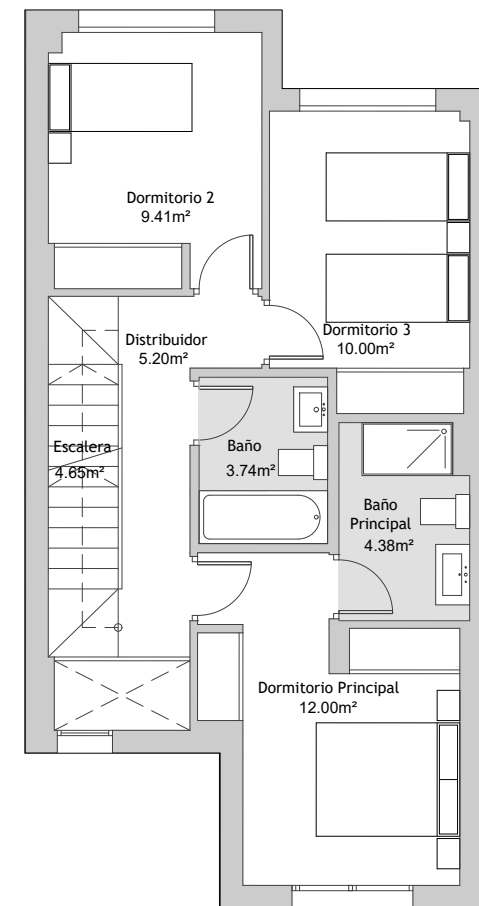 Dormitorio 2
9.41m²
Distribuidor
5.20m²
Dormitorio 3
10.00m²
Escalera
4.65m²
Baño
3.74m²
Baño
Principal
4.38m²
Dormitorio Principal
12.00m²